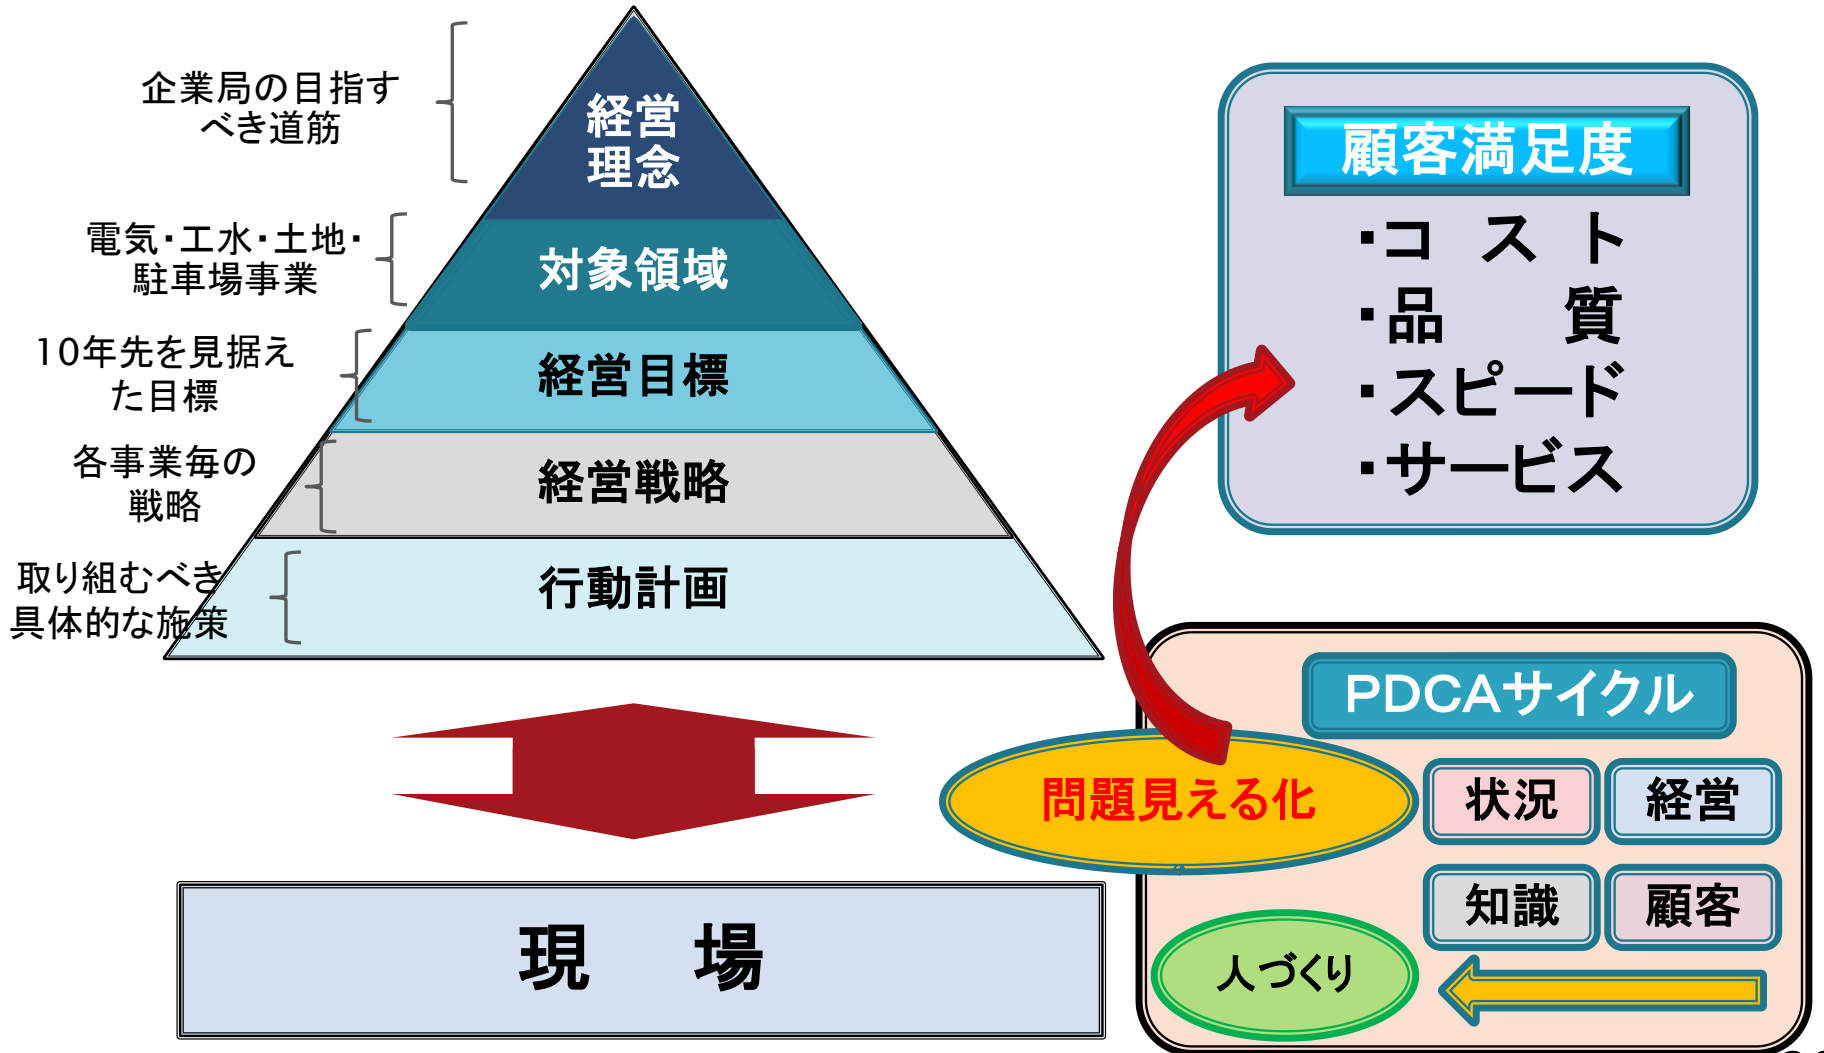 企業局の目指す
べき道筋
経営
理念
電気・工水・土地・
駐車場事業
対象領域
10年先を見据え
た目標
経営目標
各事業毎の
戦略
経営戦略
取り組むべき
具体的な施策
行動計画
現　場
顧客満足度
・コ　ス　ト
・品　　　質
・スピード
・サービス
PDCAサイクル
問題見える化
状況
経営
知識
顧客
人づくり